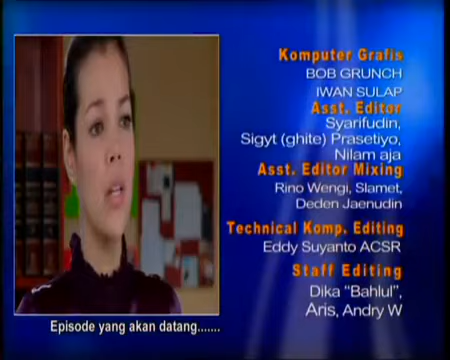 Komputer Grafis
BOB GRUNCH
IWAN SULAP
Asst. Editor
Syarifudin,
Sigyt (ghite) Prasetiyo,
Nilam aja
Asst. Editor Mixing
Rino Wengi, Slamet,
Deden Jaenudin
Technical Komp. Editing
Eddy Suyanto ACSR
Staff Editing
Dika “Bahlul”,
Aris, Andry W
Episode yang akan datang.......